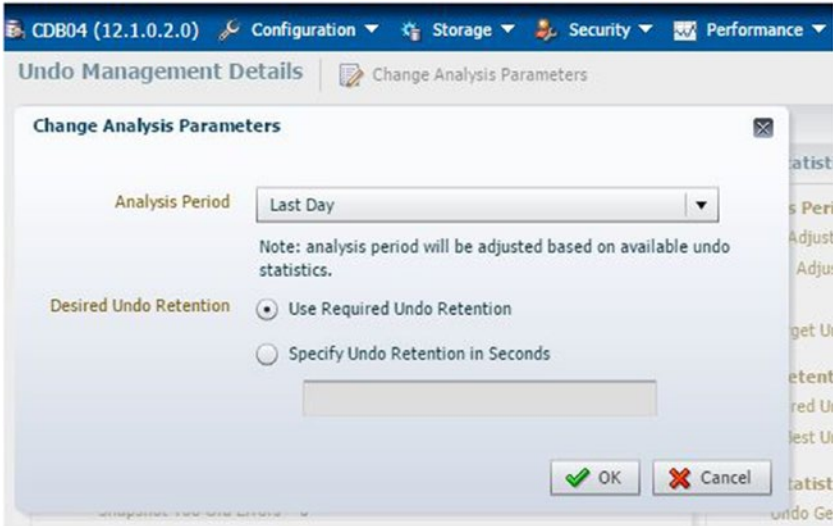 CDB04 (12.1.0.2.0) Configuration Storage Security Performance
Undo Management Details Change Analysis Parameters
Change Analysis Parameters
Analysis Period Last Day
Note: analysis period will be adjusted based on available undo
statistics.
Desired Undo Retention Use Required Undo Retention
Specify Undo Retention in Seconds
OK Cancel